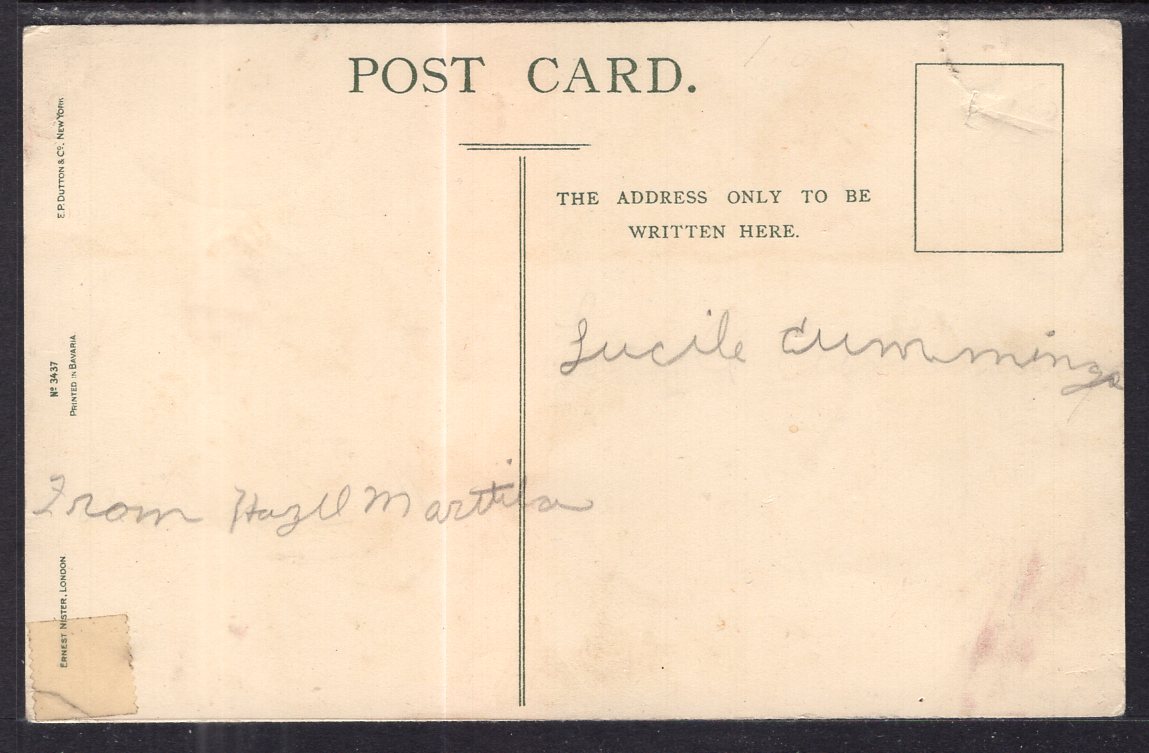 POST CARD.
THE ADDRESS ONLY TO BE
WRITTEN HERE.
E.P. DUTTON & Cº. NEW YORK
Nº 3437
PRINTED IN BAVARIA
ERNEST NISTER, LONDON
Lucile Cummings
From Hazel